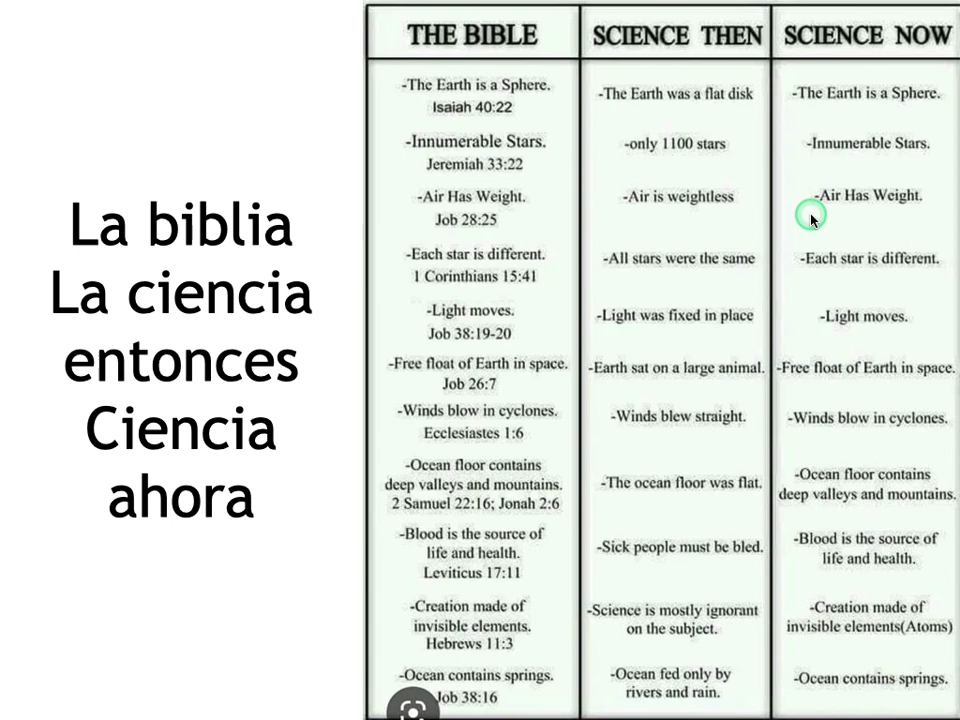 La biblia
La ciencia
entonces
Ciencia
ahora
THE BIBLE SCIENCE THEN SCIENCE NOW
-The Earth is a Sphere.
Isaiah 40:22
-The Earth was a flat disk
-The Earth is a Sphere.
-Innumerable Stars.
Jeremiah 33:22
-only 1100 stars
-Innumerable Stars.
-Air Has Weight.
Job 28:25
-Air is weightless
-Air Has Weight.
-Each star is different.
1 Corinthians 15:41
-All stars were the same
-Each star is different.
-Light moves.
Job 38:19-20
-Light was fixed in place
-Light moves.
-Free float of Earth in space.
Job 26:7
-Earth sat on a large animal.
-Free float of Earth in space.
-Winds blow in cyclones.
Ecclesiastes 1:6
-Winds blew straight.
-Winds blow in cyclones.
-Ocean floor contains
deep valleys and mountains.
2 Samuel 22:16; Jonah 2:6
-The ocean floor was flat.
-Ocean floor contains
deep valleys and mountains.
-Blood is the source of
life and health.
Leviticus 17:11
-Sick people must be bled.
-Blood is the source of
life and health.
-Creation made of
invisible elements.
Hebrews 11:3
-Science is mostly ignorant
on the subject.
-Creation made of
invisible elements(Atoms)
-Ocean contains springs.
Job 38:16
-Ocean fed only by
rivers and rain.
-Ocean contains springs.